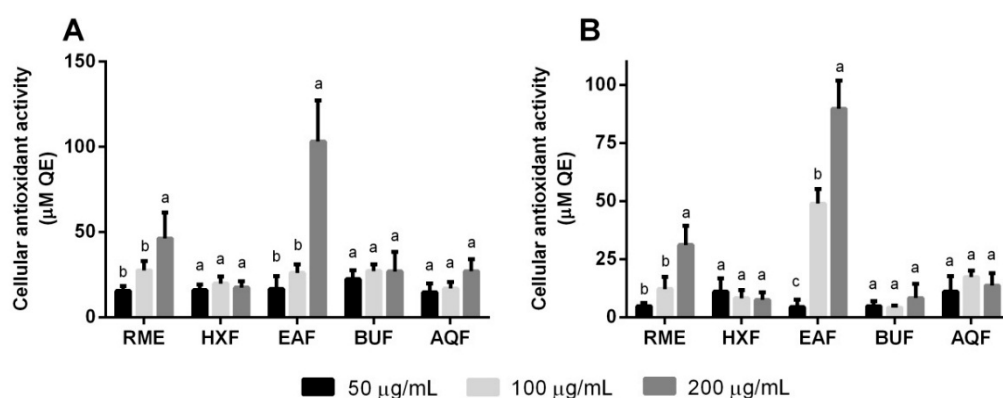 A
Cellular antioxidant activity
(μM QE)
150
100
50
0
b b a
a a a
b b a
a a a
a a a
RME HXF EAF BUF AQF
B
Cellular antioxidant activity
(μM QE)
100
75
50
25
0
b b a
a a a
c b a
a a a
a a a
RME HXF EAF BUF AQF
50 μg/mL 100 μg/mL 200 μg/mL